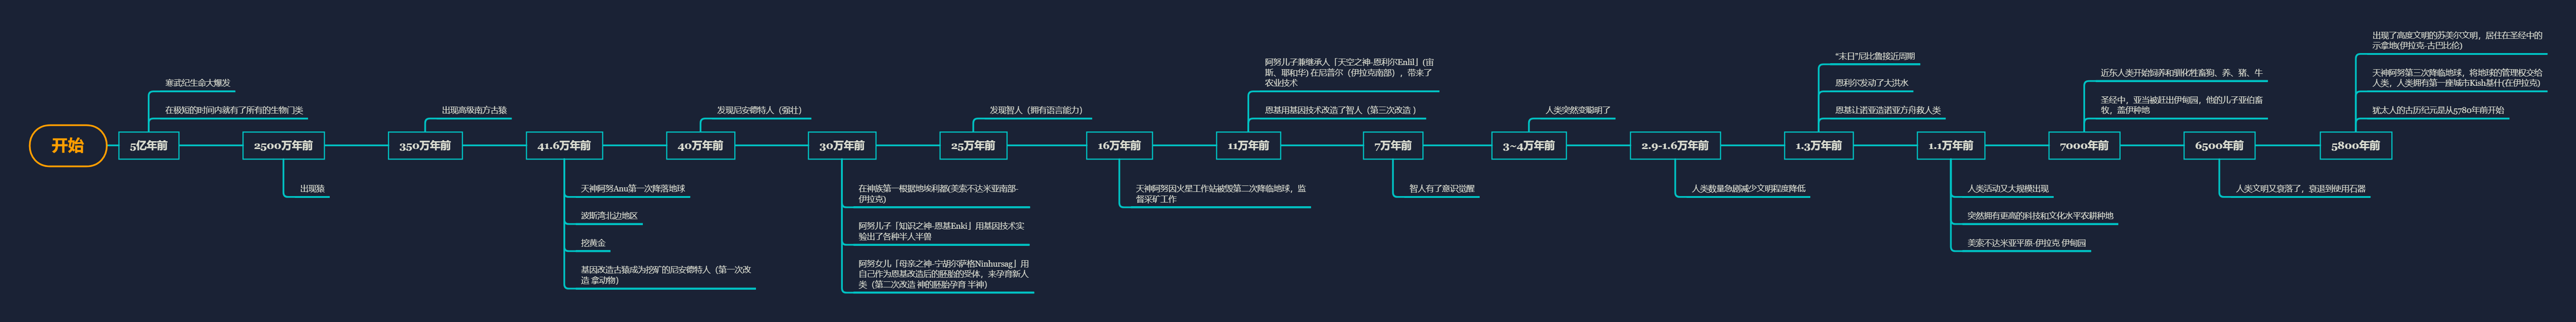 开始
5亿年前
寒武纪生命大爆发
在极短的时间内就有了所有的生物门类
2500万年前
出现猿
350万年前
出现高级南方古猿
41.6万年前
天神阿努Anu第一次降落地球
波斯湾北边地区
挖黄金
基因改造古猿成为挖矿的尼安德特人（第一次改
造 拿动物）
40万年前
发现尼安德特人（强壮）
30万年前
在神族第一根据地埃利都(美索不达米亚南部-
伊拉克)
阿努儿子「知识之神-恩基Enki」用基因技术实
验出了各种半人半兽
阿努女儿「母亲之神-宁胡尔萨格Ninhursag」用
自己作为恩基改造后的胚胎的受体，来孕育新人
类（第二次改造 神的胚胎孕育 半神）
25万年前
发现智人（拥有语言能力）
16万年前
天神阿努因火星工作站被毁第二次降临地球，监
督采矿工作
11万年前
阿努儿子兼继承人「天空之神-恩利尔Enlil」(宙
斯、耶和华) 在尼普尔（伊拉克南部），带来了
农业技术
恩基用基因技术改造了智人（第三次改造 ）
7万年前
智人有了意识觉醒
3~4万年前
人类突然变聪明了
2.9-1.6万年前
人类数量急剧减少文明程度降低
1.3万年前
“末日”尼比鲁接近周期
恩利尔发动了大洪水
恩基让诺亚造诺亚方舟救人类
1.1万年前
人类活动又大规模出现
突然拥有更高的科技和文化水平农耕种地
美索不达米亚平原-伊拉克 伊甸园
7000年前
近东人类开始饲养和驯化牲畜狗、养、猪、牛
圣经中，亚当被赶出伊甸园，他的儿子亚伯畜
牧，盖伊种地
6500年前
人类文明又衰落了，衰退到使用石器
5800年前
出现了高度文明的苏美尔文明，居住在圣经中的
示拿地(伊拉克-古巴比伦)
天神阿努第三次降临地球，将地球的管理权交给
人类，人类拥有第一座城市Kish基什(在伊拉克)
犹太人的古历纪元是从5780年前开始